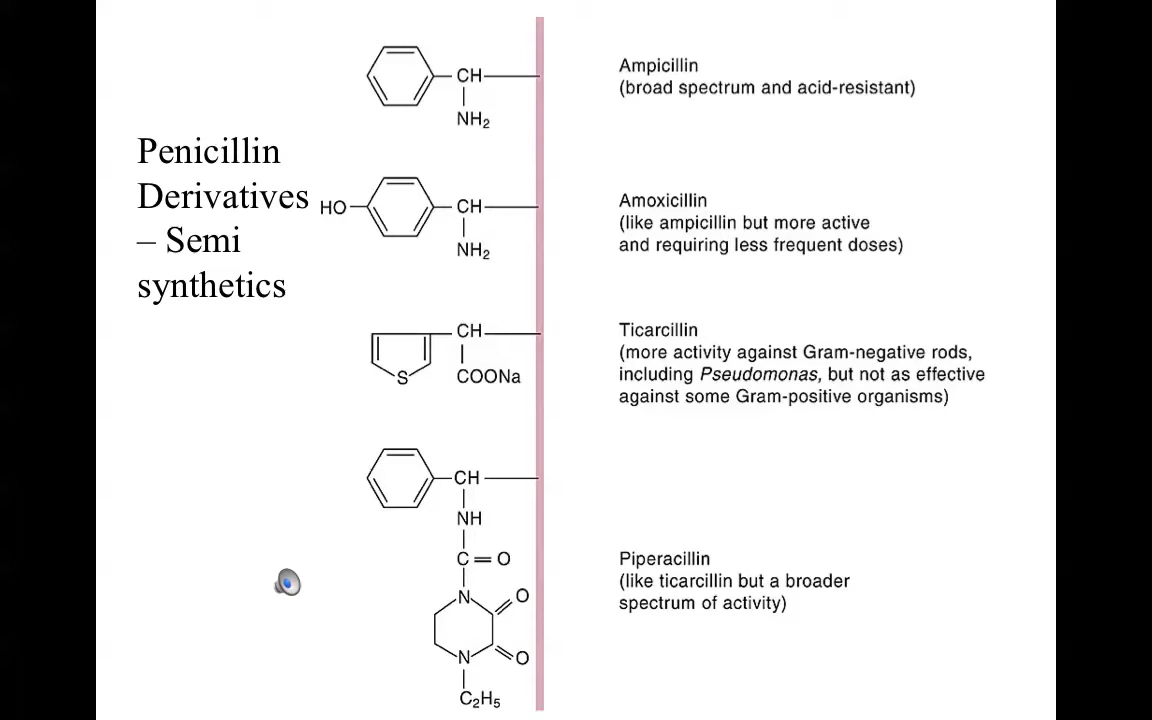 Penicillin
Derivatives
– Semi
synthetics
CH
NH₂
Ampicillin
(broad spectrum and acid-resistant)
HO
CH
NH₂
Amoxicillin
(like ampicillin but more active
and requiring less frequent doses)
CH
S
COONa
Ticarcillin
(more activity against Gram-negative rods,
including Pseudomonas, but not as effective
against some Gram-positive organisms)
CH
NH
C=O
N
O
N
O
C₂H₅
Piperacillin
(like ticarcillin but a broader
spectrum of activity)